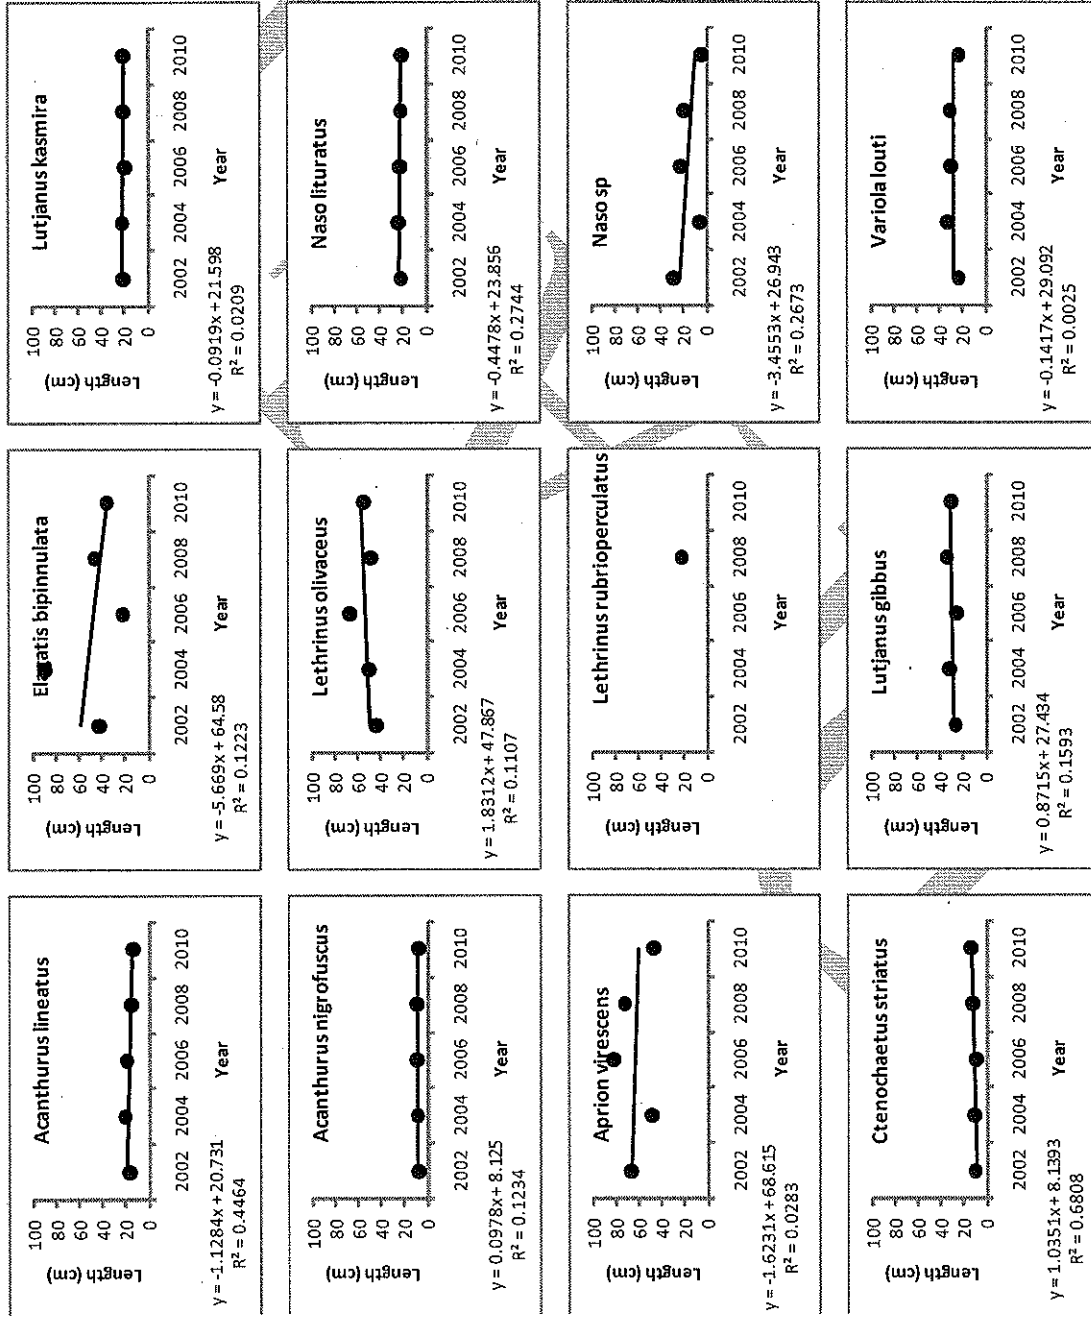 Acanthurus lineatus
100
80
60
40
20
0
Length (cm)
2002 2004 2006 2008 2010
Year
y = -1.1284x + 20.731
R² = 0.4464
Elagatis bipinnulata
100
80
60
40
20
0
Length (cm)
2002 2004 2006 2008 2010
Year
y = -5.669x + 64.58
R² = 0.1223
Lutjanus kasmira
100
80
60
40
20
0
Length (cm)
2002 2004 2006 2008 2010
Year
y = -0.0919x + 21.598
R² = 0.0209
Acanthurus nigrofuscus
100
80
60
40
20
0
Length (cm)
2002 2004 2006 2008 2010
Year
y = 0.0978x + 8.125
R² = 0.1234
Lethrinus olivaceus
100
80
60
40
20
0
Length (cm)
2002 2004 2006 2008 2010
Year
y = 1.8312x + 47.867
R² = 0.1107
Naso lituratus
100
80
60
40
20
0
Length (cm)
2002 2004 2006 2008 2010
Year
y = -0.4478x + 23.856
R² = 0.2744
Aprion virescens
100
80
60
40
20
0
Length (cm)
2002 2004 2006 2008 2010
Year
y = -1.6231x + 68.615
R² = 0.0283
Lethrinus rubrioperculatus
100
80
60
40
20
0
Length (cm)
2002 2004 2006 2008 2010
Year
Naso sp
100
80
60
40
20
0
Length (cm)
2002 2004 2006 2008 2010
Year
y = -3.4553x + 26.943
R² = 0.2673
Ctenochaetus striatus
100
80
60
40
20
0
Length (cm)
2002 2004 2006 2008 2010
Year
y = 1.0351x + 8.1393
R² = 0.6808
Lutjanus gibbus
100
80
60
40
20
0
Length (cm)
2002 2004 2006 2008 2010
Year
y = 0.8715x + 27.434
R² = 0.1593
Variola louti
100
80
60
40
20
0
Length (cm)
2002 2004 2006 2008 2010
Year
y = -0.1417x + 29.092
R² = 0.0025